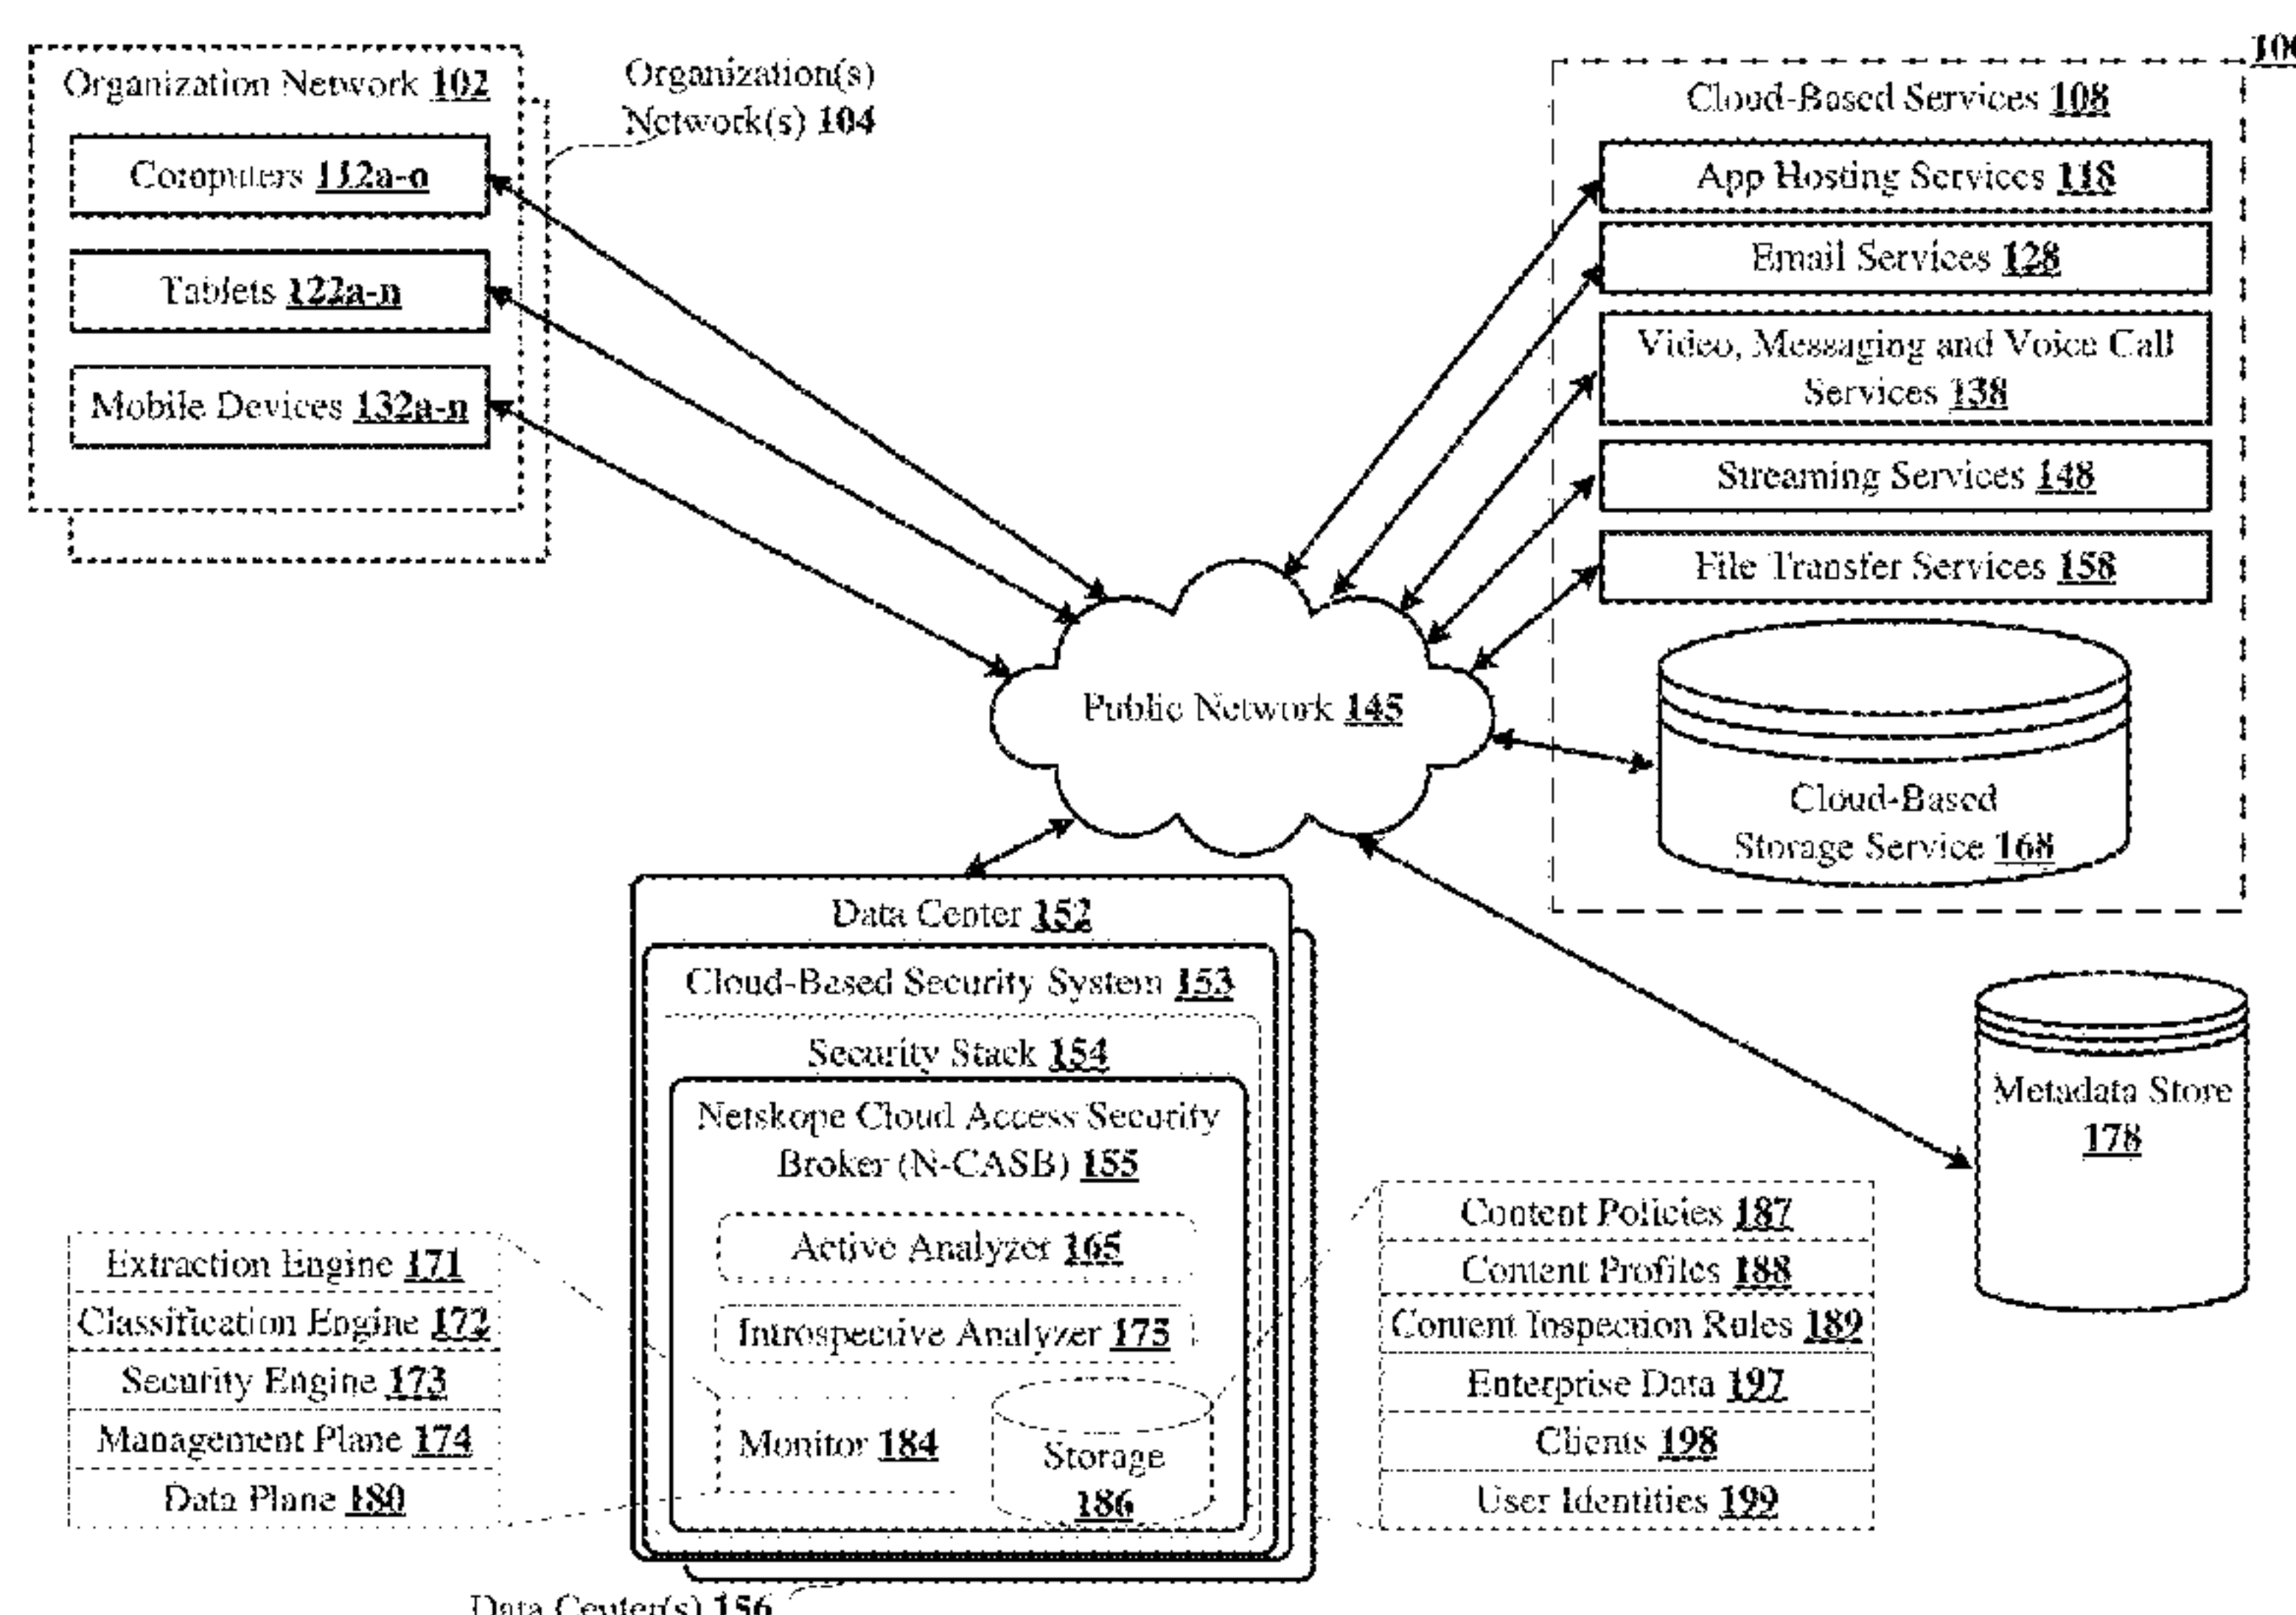 100
Organization Network 102
Computers 112a-n
Tablets 122a-n
Mobile Devices 132a-n
Organization(s)
Network(s) 104
Cloud-Based Services 108
App Hosting Services 118
Email Services 128
Video, Messaging and Voice Call
Services 138
Streaming Services 148
File Transfer Services 158
Cloud-Based
Storage Service 168
Public Network 145
Data Center 152
Cloud-Based Security System 153
Security Stack 154
Netskope Cloud Access Security
Broker (N-CASB) 155
Active Analyzer 165
Introspective Analyzer 175
Monitor 184
Storage
186
Metadata Store
178
Extraction Engine 171
Classification Engine 172
Security Engine 173
Management Plane 174
Data Plane 180
Content Policies 187
Content Profiles 188
Content Inspection Rules 189
Enterprise Data 197
Clients 198
User Identities 199
Data Center(s) 156